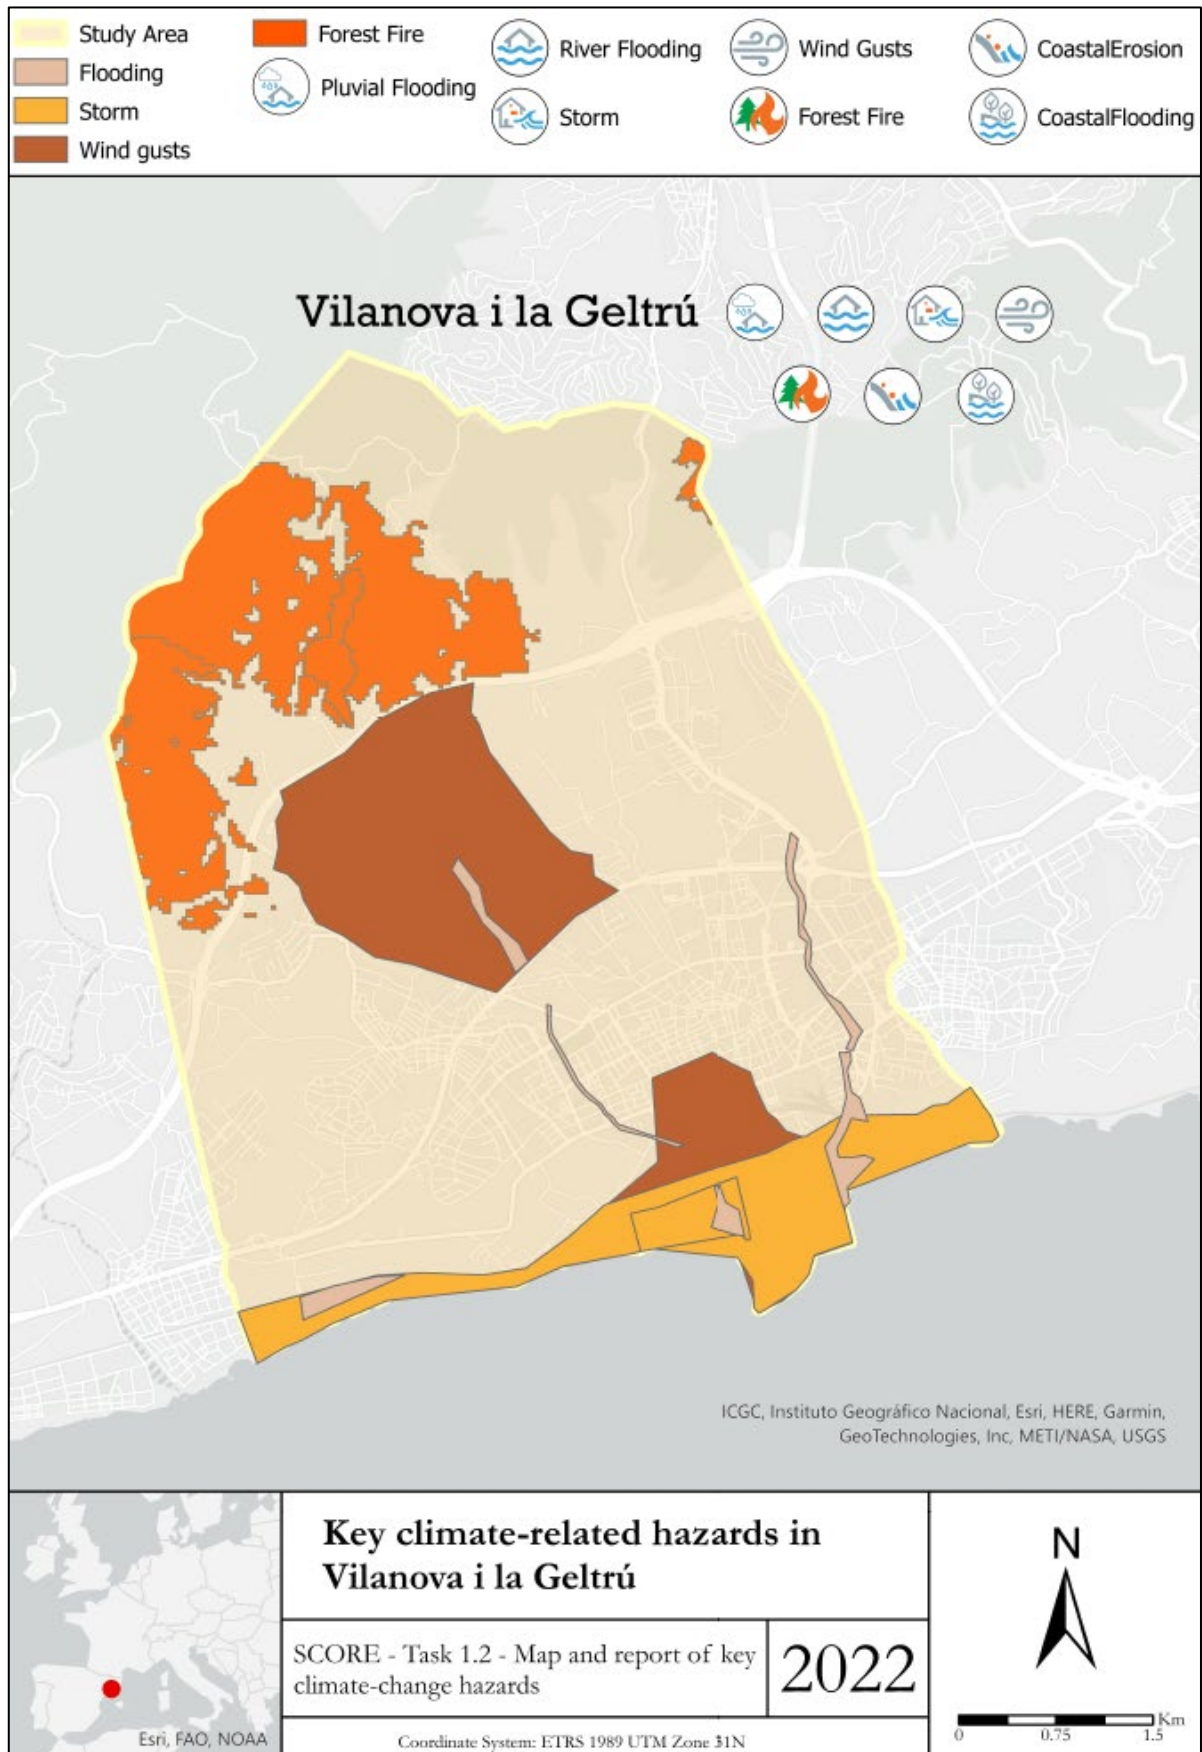 Study Area
Flooding
Storm
Wind gusts
Forest Fire
Pluvial Flooding
River Flooding
Storm
Wind Gusts
Forest Fire
CoastalErosion
CoastalFlooding
Vilanova i la Geltrú
ICGC, Instituto Geográfico Nacional, Esri, HERE, Garmin,
GeoTechnologies, Inc, METI/NASA, USGS
Esri, FAO, NOAA
Key climate-related hazards in
Vilanova i la Geltrú
SCORE - Task 1.2 - Map and report of key
climate-change hazards
2022
Coordinate System: ETRS 1989 UTM Zone 31N
N
Km
0 0.75 1.5